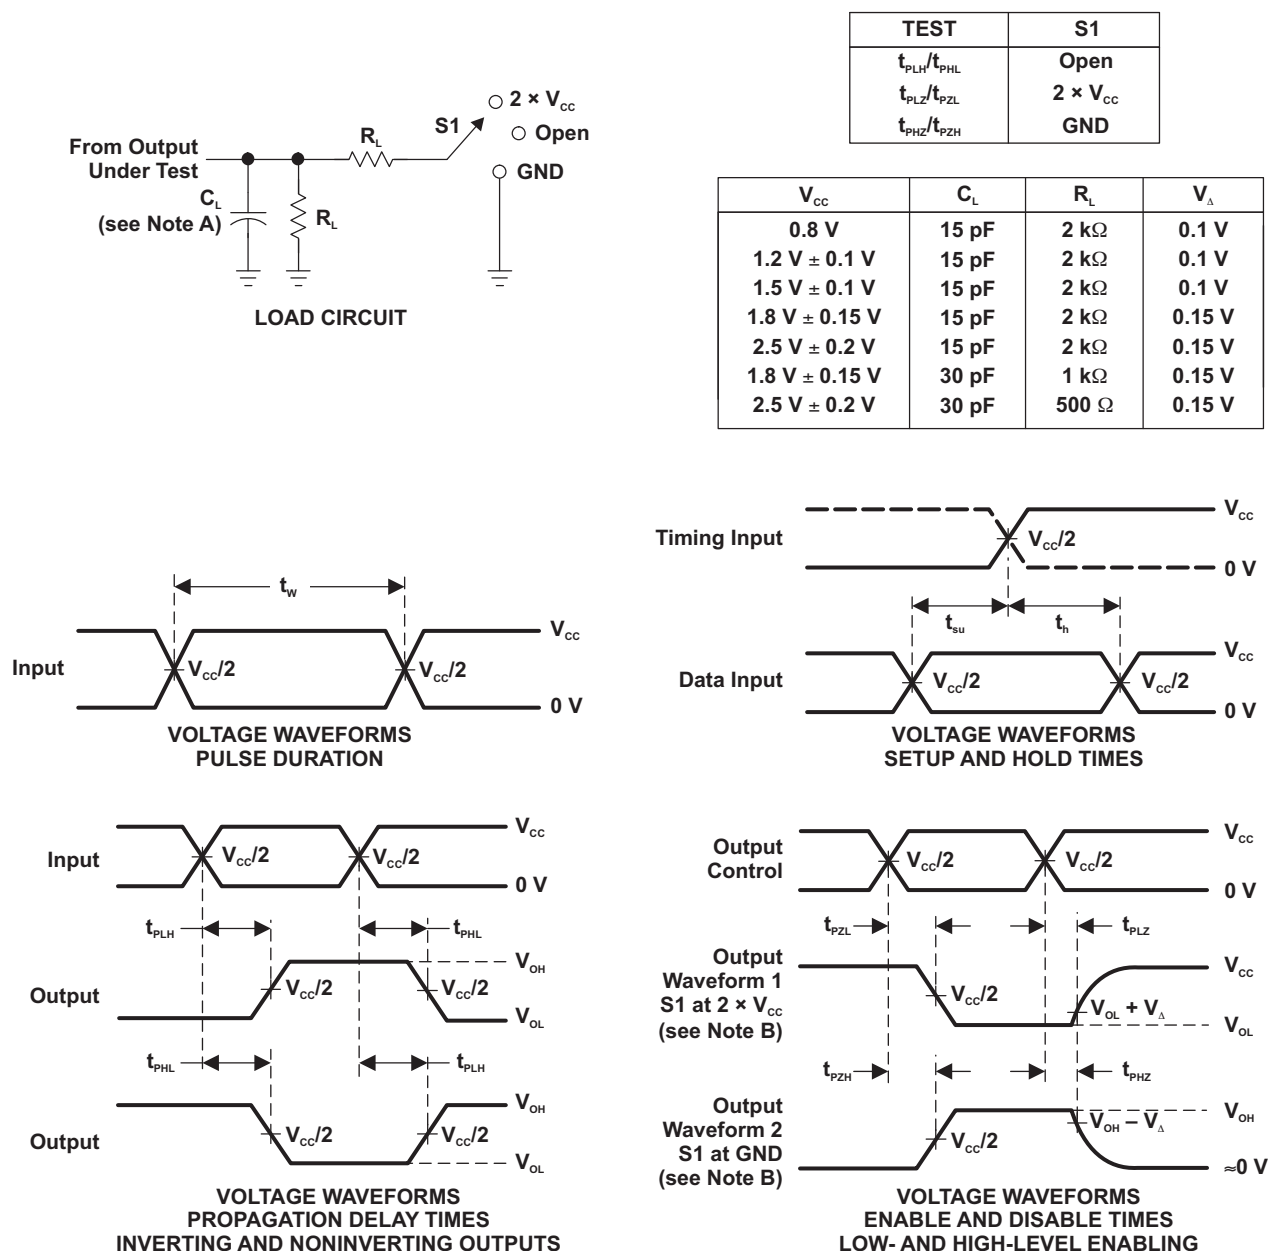 TEST S1
tPLH/tPHL Open
tPLZ/tPZL 2 × VCC
tPHZ/tPZH GND
From Output
Under Test
RL
S1
2 × VCC
Open
GND
CL
(see Note A)
RL
LOAD CIRCUIT
VCC CL RL VΔ
0.8 V 15 pF 2 kΩ 0.1 V
1.2 V ± 0.1 V 15 pF 2 kΩ 0.1 V
1.5 V ± 0.1 V 15 pF 2 kΩ 0.1 V
1.8 V ± 0.15 V 15 pF 2 kΩ 0.15 V
2.5 V ± 0.2 V 15 pF 2 kΩ 0.15 V
1.8 V ± 0.15 V 30 pF 1 kΩ 0.15 V
2.5 V ± 0.2 V 30 pF 500 Ω 0.15 V
tW
Input
VCC/2
VCC/2
VCC
0 V
VOLTAGE WAVEFORMS
PULSE DURATION
Timing Input
VCC/2
VCC
0 V
tsu
th
Data Input
VCC/2
VCC/2
VCC
0 V
VOLTAGE WAVEFORMS
SETUP AND HOLD TIMES
Input
VCC/2
VCC/2
VCC
0 V
tPLH
tPHL
Output
VCC/2
VCC/2
VOH
VOL
tPHL
tPLH
Output
VCC/2
VCC/2
VOH
VOL
VOLTAGE WAVEFORMS
PROPAGATION DELAY TIMES
INVERTING AND NONINVERTING OUTPUTS
Output
Control
VCC/2
VCC/2
VCC
0 V
tPZL
tPLZ
Output
Waveform 1
S1 at 2 × VCC
(see Note B)
VCC/2
VOL + VΔ
VCC
VOL
tPZH
tPHZ
Output
Waveform 2
S1 at GND
(see Note B)
VCC/2
VOH − VΔ
VOH
≈0 V
VOLTAGE WAVEFORMS
ENABLE AND DISABLE TIMES
LOW- AND HIGH-LEVEL ENABLING